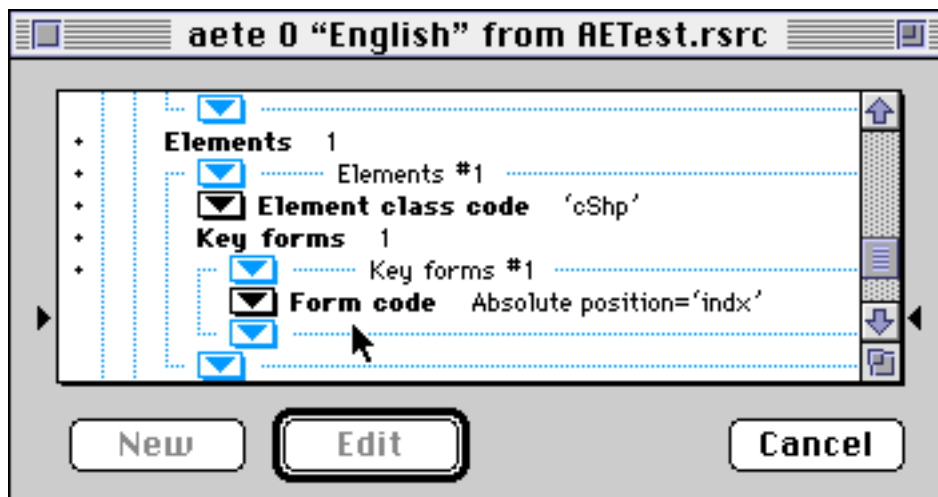 aete 0 “English” from AETest.rsrc
Elements 1
Elements #1
Element class code ‘cShp’
Key forms 1
Key forms #1
Form code Absolute position=‘indx’
New Edit Cancel